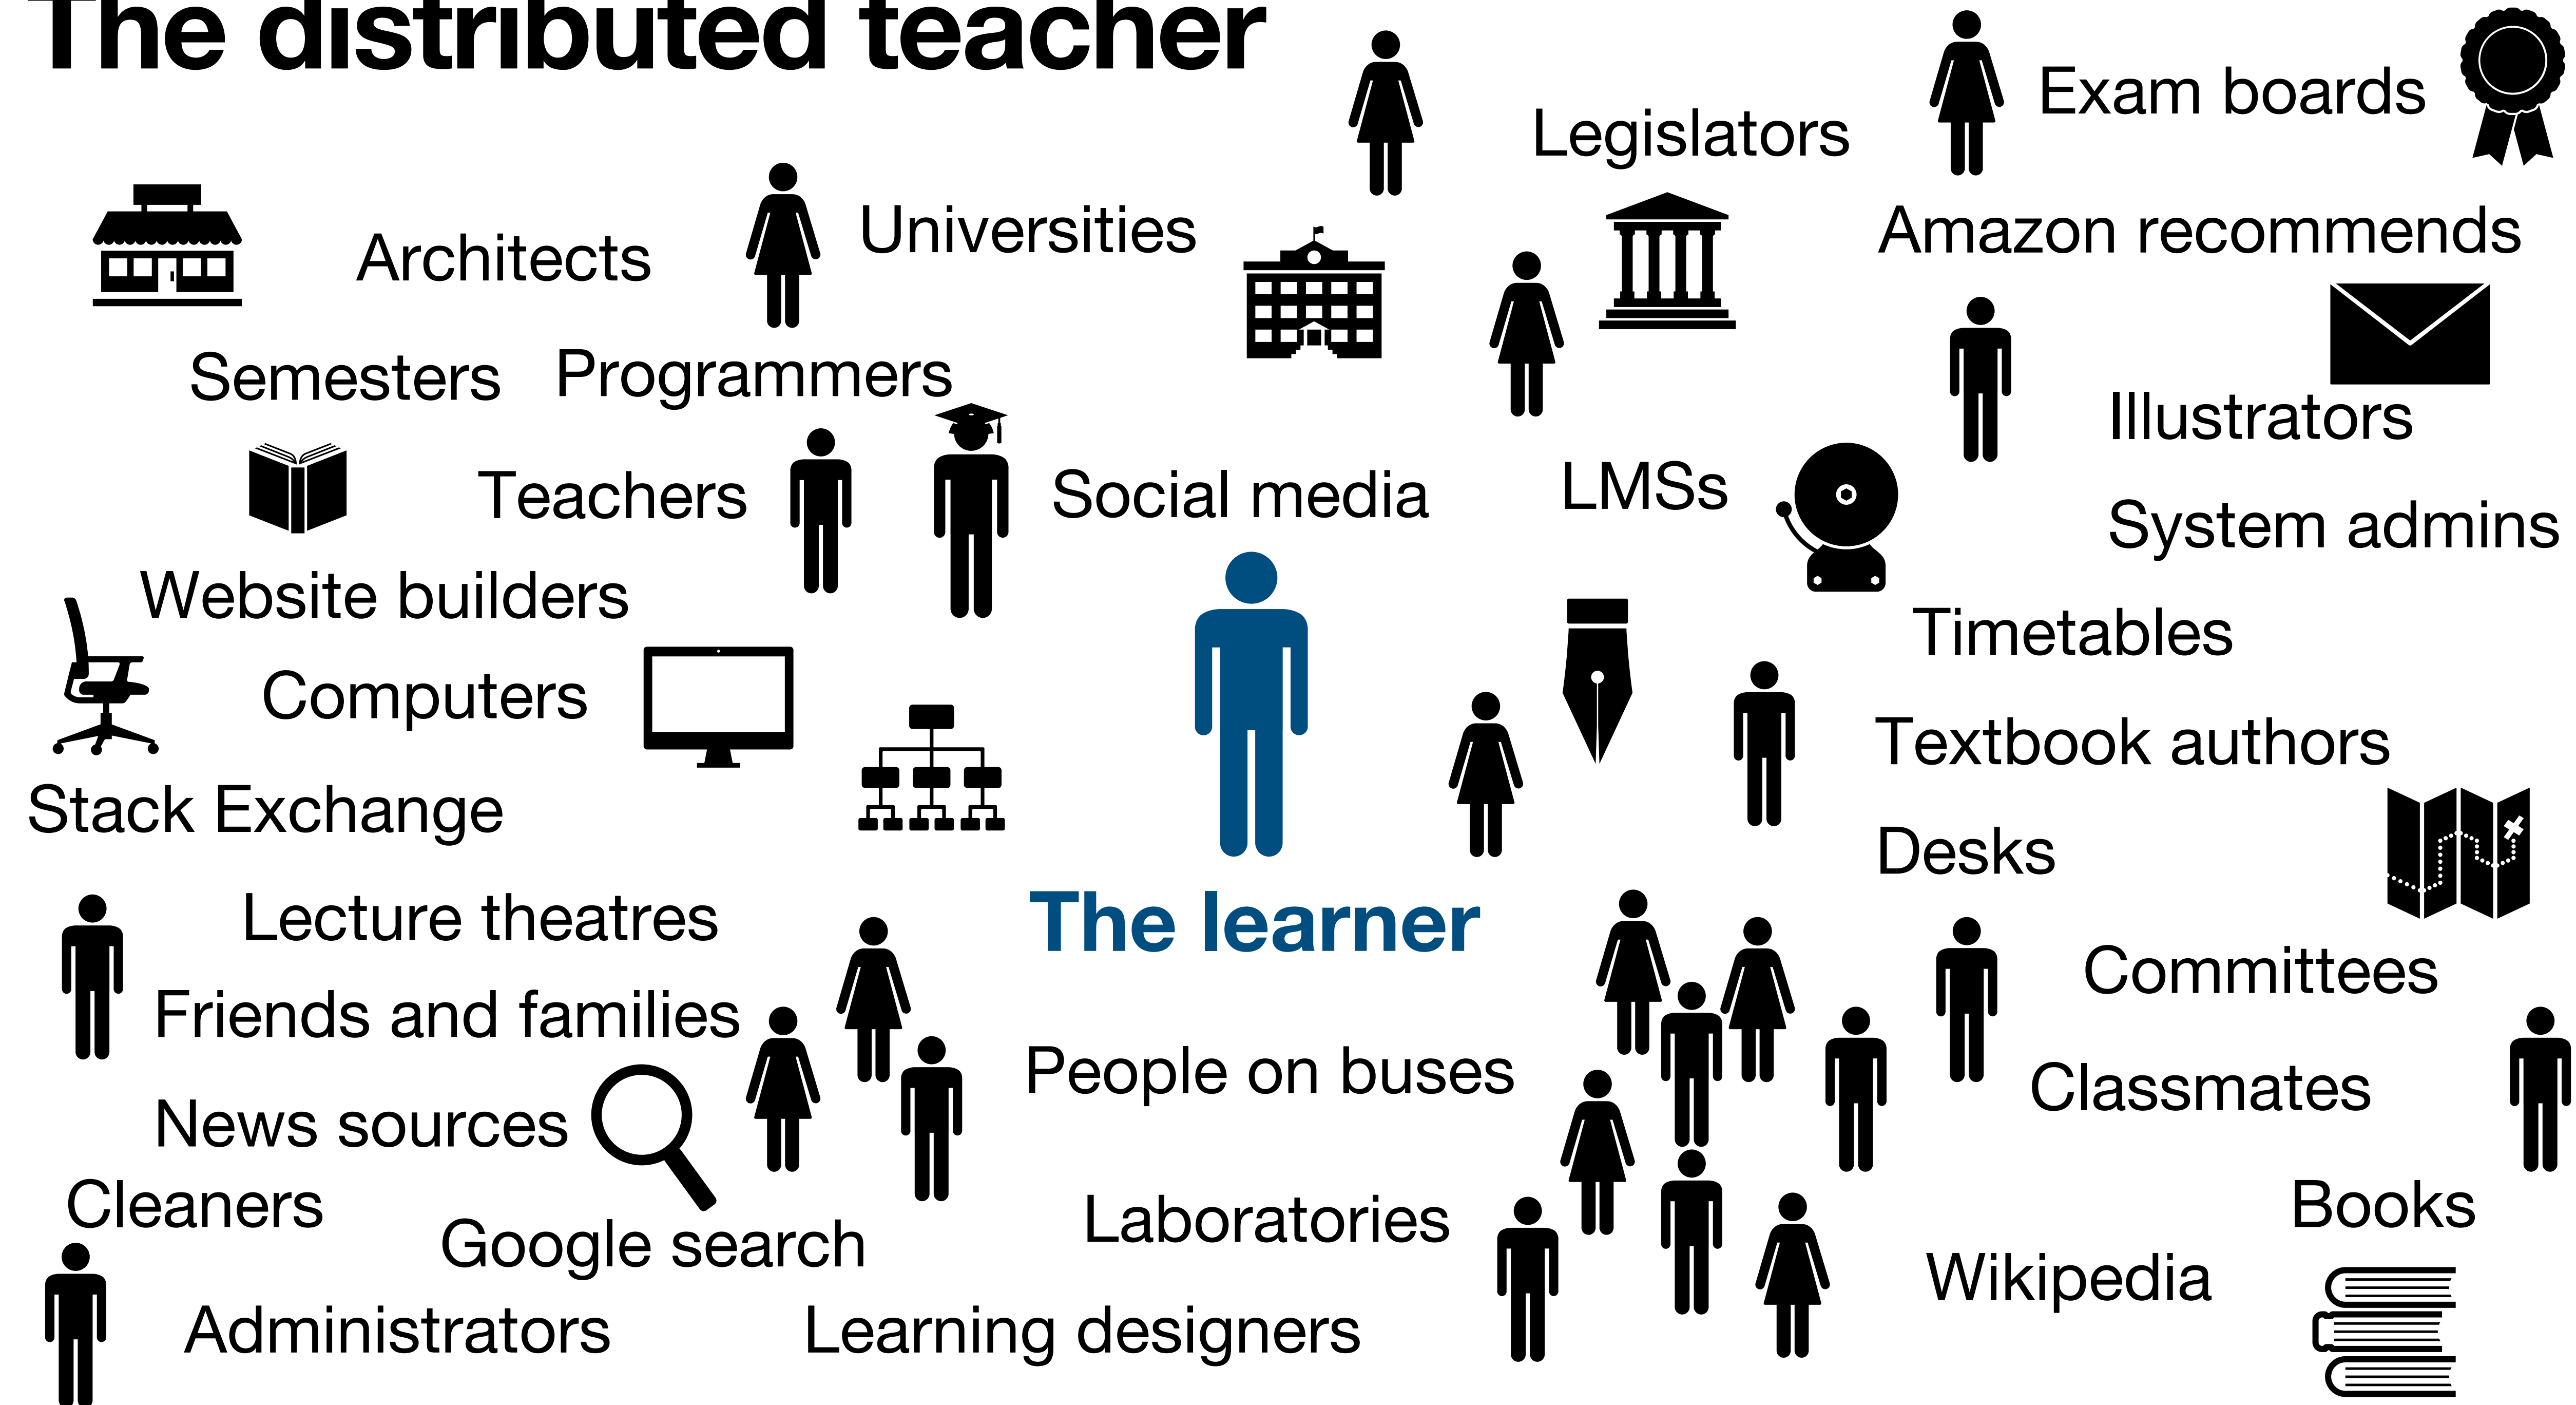 The distributed teacher
Exam boards
Legislators
Architects
Universities
Amazon recommends
Semesters
Programmers
Illustrators
Teachers
Social media
LMSs
System admins
Website builders
Timetables
Computers
Textbook authors
Stack Exchange
Desks
Lecture theatres
The learner
Committees
Friends and families
People on buses
Classmates
News sources
Cleaners
Google search
Laboratories
Books
Wikipedia
Administrators
Learning designers